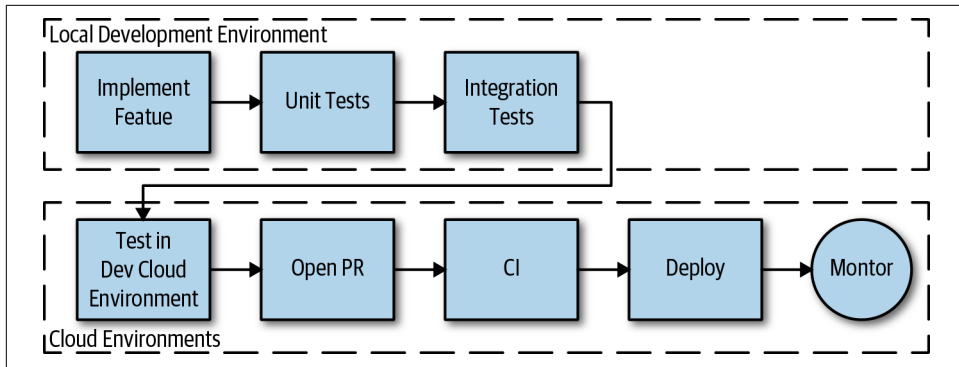 Local Development Environment
Implement
Featue
Unit Tests
Integration
Tests
Test in
Dev Cloud
Environment
Open PR
CI
Deploy
Montor
Cloud Environments